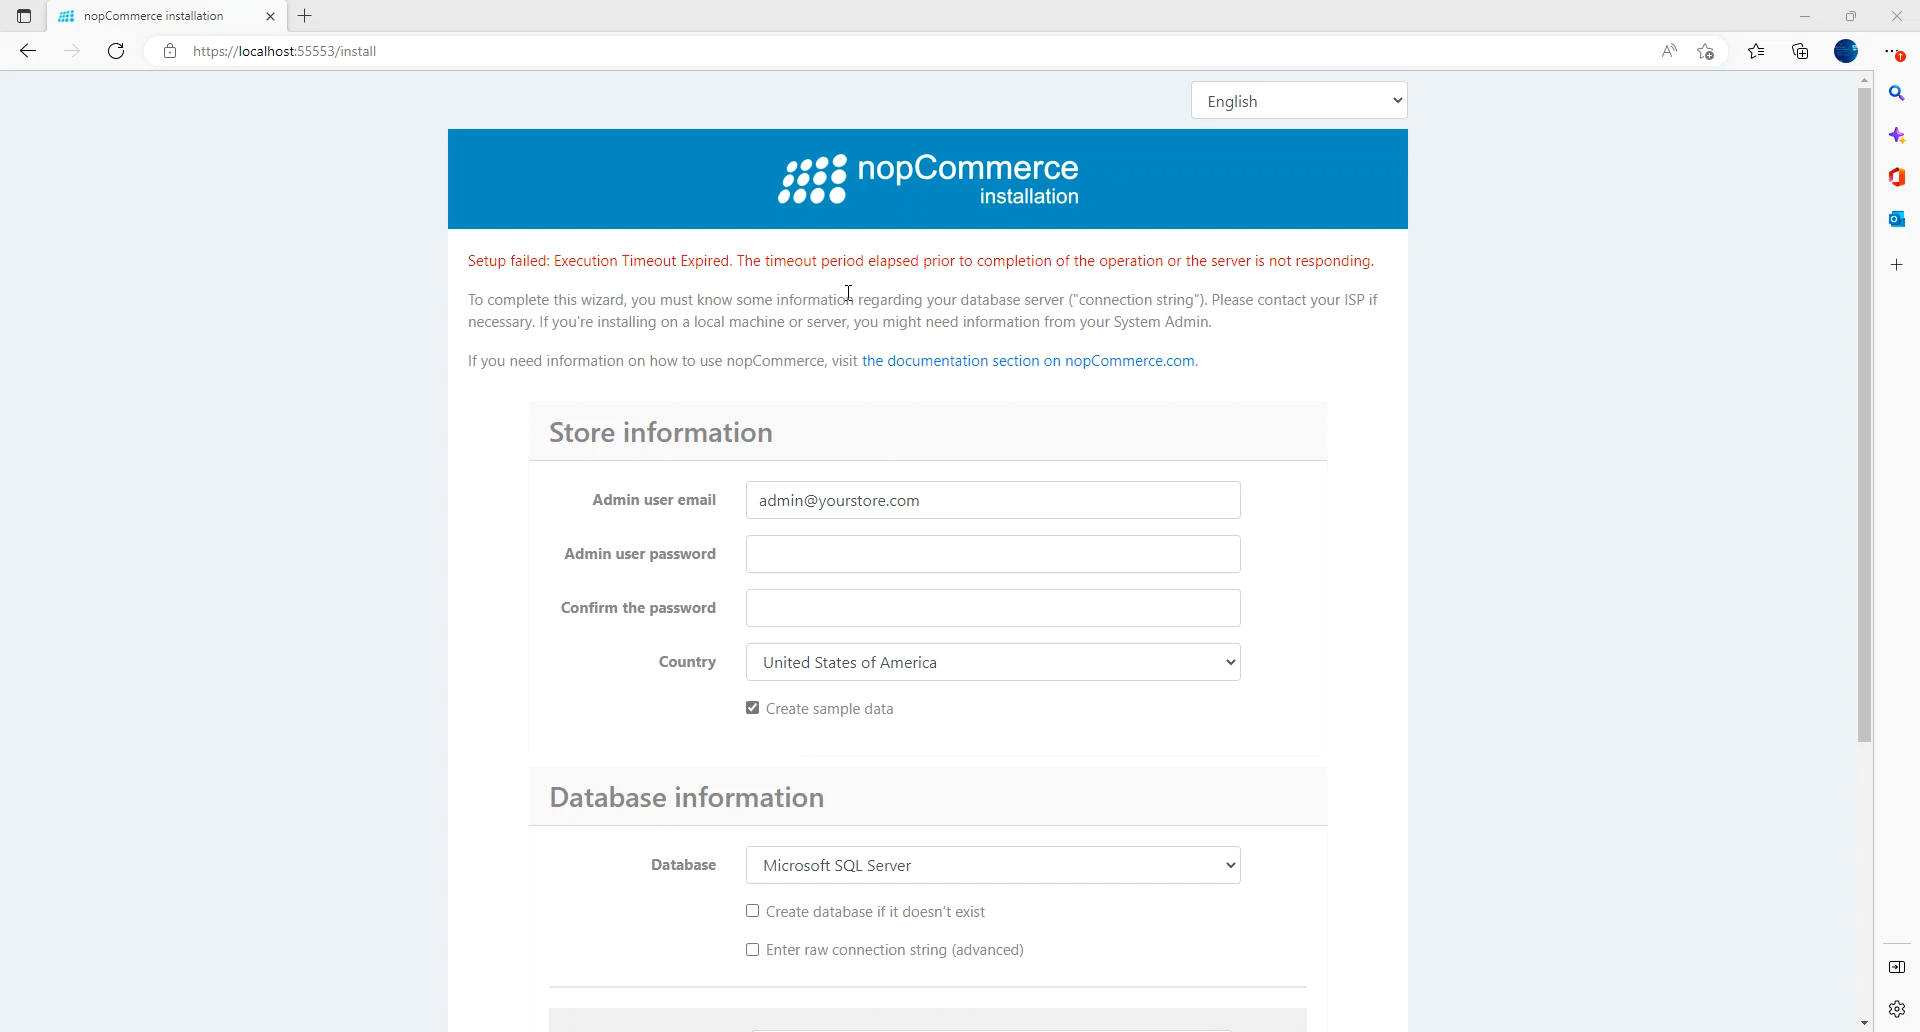 nopCommerce installation
https://localhost:55553/install
English
nopCommerce
installation
Setup failed: Execution Timeout Expired. The timeout period elapsed prior to completion of the operation or the server is not responding.
To complete this wizard, you must know some information regarding your database server ("connection string"). Please contact your ISP if
necessary. If you're installing on a local machine or server, you might need information from your System Admin.
If you need information on how to use nopCommerce, visit the documentation section on nopCommerce.com.
Store information
Admin user email admin@yourstore.com
Admin user password
Confirm the password
Country United States of America
Create sample data
Database information
Database Microsoft SQL Server
Create database if it doesn't exist
Enter raw connection string (advanced)